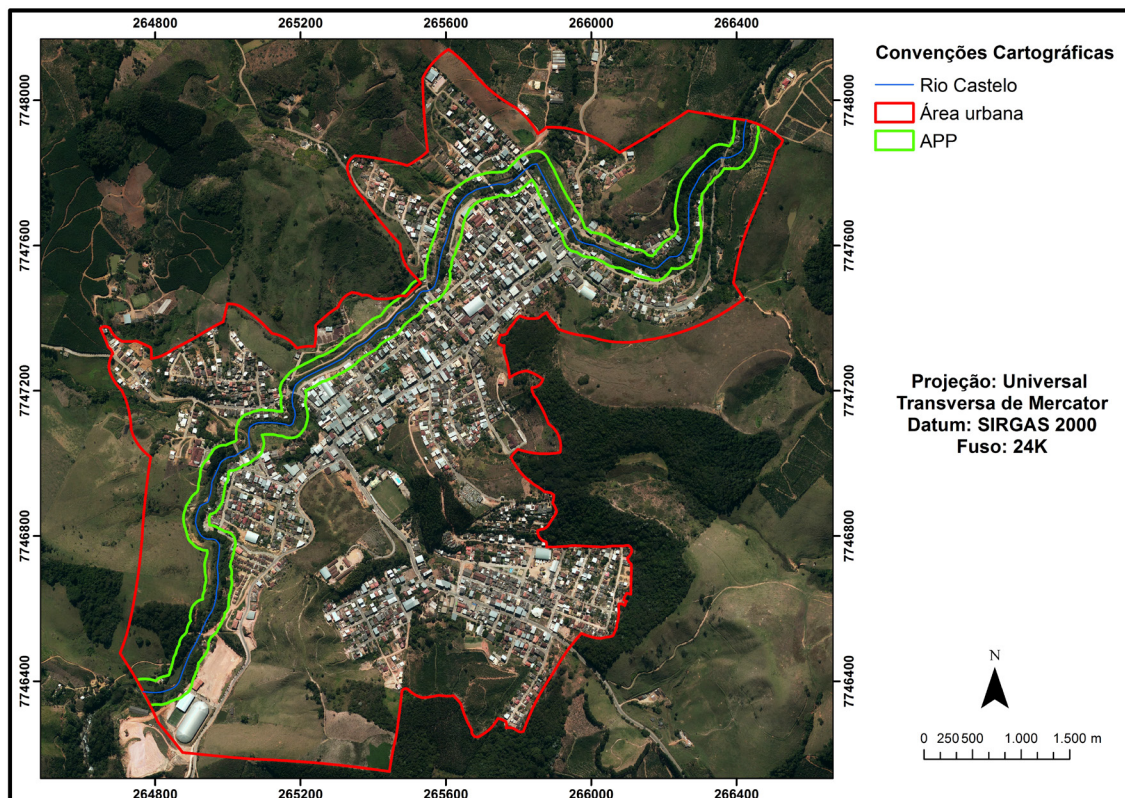 264800 265200 265600 266000 266400
7748000
7747600
7747200
7746800
7746400
Convenções Cartográficas
Rio Castelo
Área urbana
APP
7748000
7747600
7747200
7746800
7746400
Projeção: Universal
Transversa de Mercator
Datum: SIRGAS 2000
Fuso: 24K
N
0 250 500 1.000 1.500 m
264800 265200 265600 266000 266400